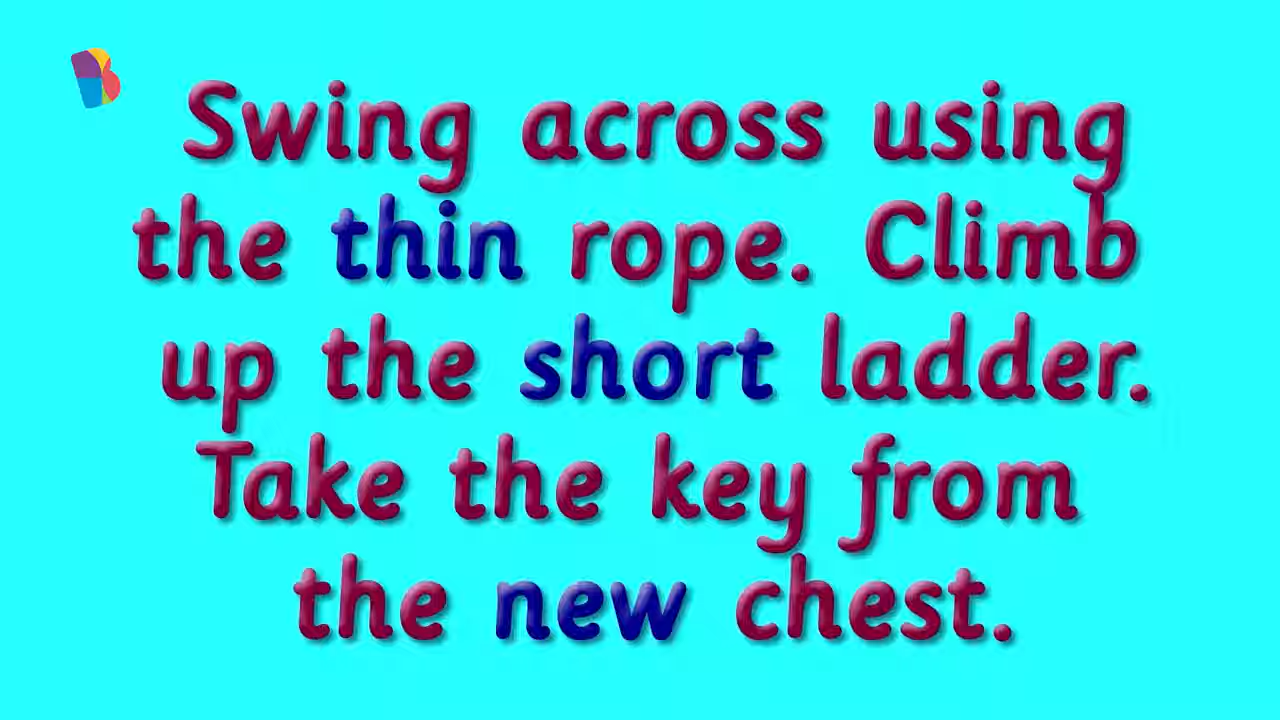 Swing across using
the thin rope. Climb
up the short ladder.
Take the key from
the new chest.